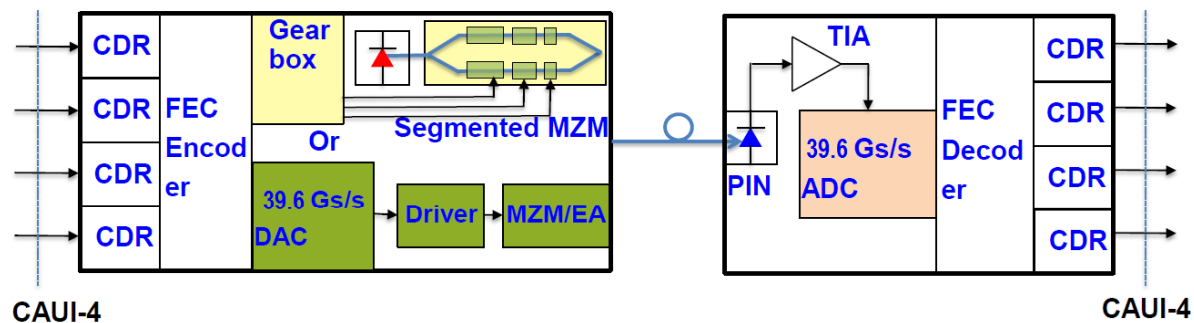 CDR
CDR
CDR
CDR
FEC
Encod
er
Gear
box
Or
Segmented MZM
39.6 Gs/s
DAC
Driver
MZM/EA
CAUI-4
TIA
PIN
39.6 Gs/s
ADC
FEC
Decod
er
CDR
CDR
CDR
CDR
CAUI-4